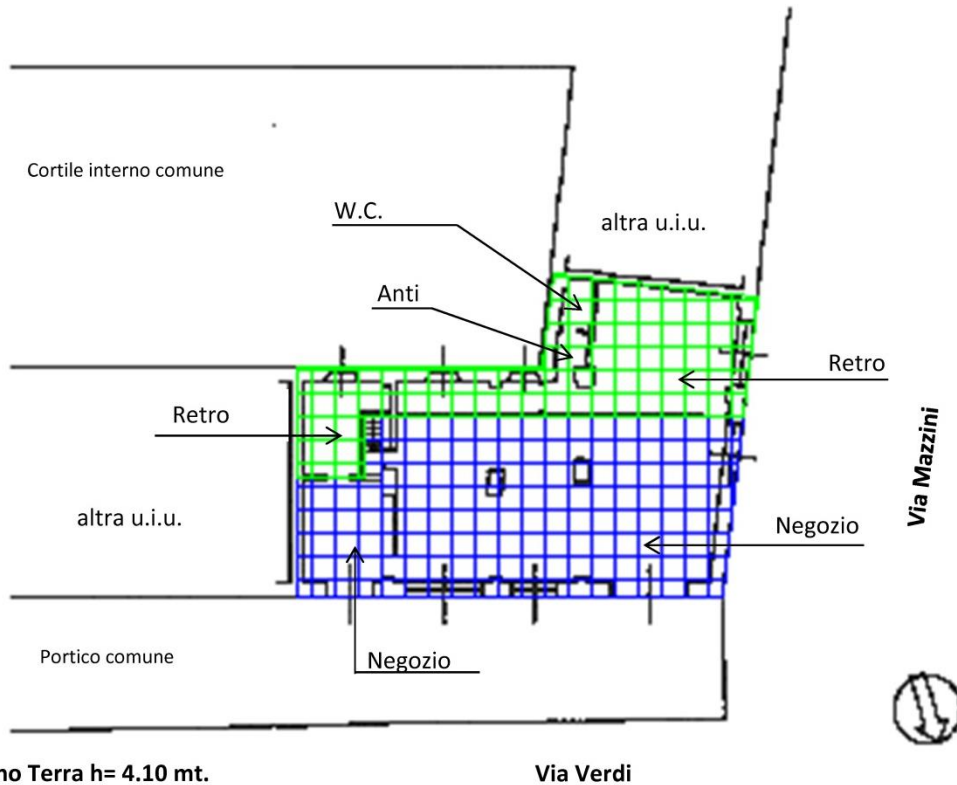 Cortile interno comune
W.C.
altra u.i.u.
Anti
Retro
Retro
Via Mazzini
altra u.i.u.
Negozio
Portico comune
Negozio
no Terra h= 4.10 mt.
Via Verdi